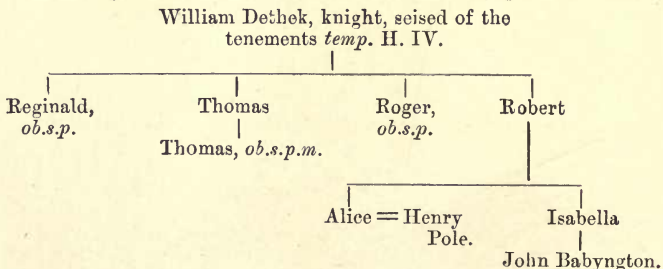 William Dethek, knight, seised of the
tenements temp. H. IV.
Reginald, Thomas Roger, Robert
ob.s.p. ob.s.p.
Thomas, ob.s.p.m.
Alice = Henry Isabella
Pole.
John Babyngton.